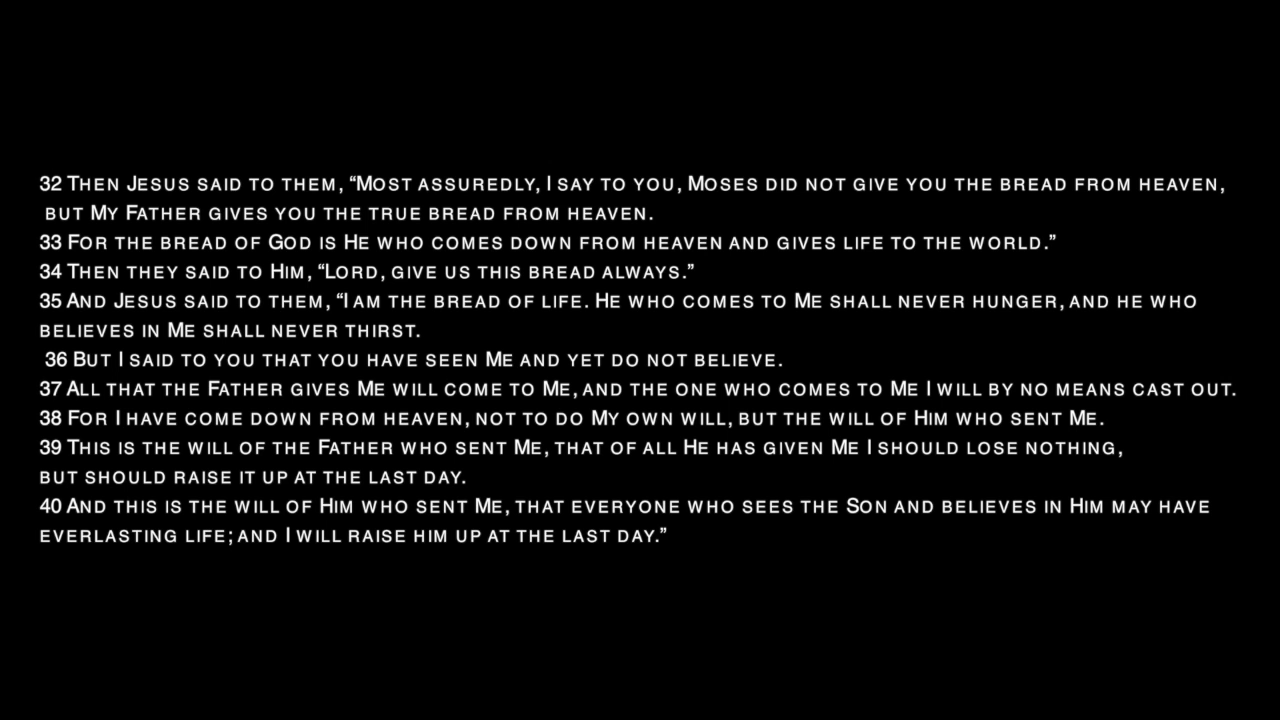 32 Then Jesus said to them, “Most assuredly, I say to you, Moses did not give you the bread from heaven,
but My Father gives you the true bread from heaven.
33 For the bread of God is He who comes down from heaven and gives life to the world.”
34 Then they said to Him, “Lord, give us this bread always.”
35 And Jesus said to them, “I am the bread of life. He who comes to Me shall never hunger, and he who
believes in Me shall never thirst.
36 But I said to you that you have seen Me and yet do not believe.
37 All that the Father gives Me will come to Me, and the one who comes to Me I will by no means cast out.
38 For I have come down from heaven, not to do My own will, but the will of Him who sent Me.
39 This is the will of the Father who sent Me, that of all He has given Me I should lose nothing,
but should raise it up at the last day.
40 And this is the will of Him who sent Me, that everyone who sees the Son and believes in Him may have
everlasting life; and I will raise him up at the last day.”